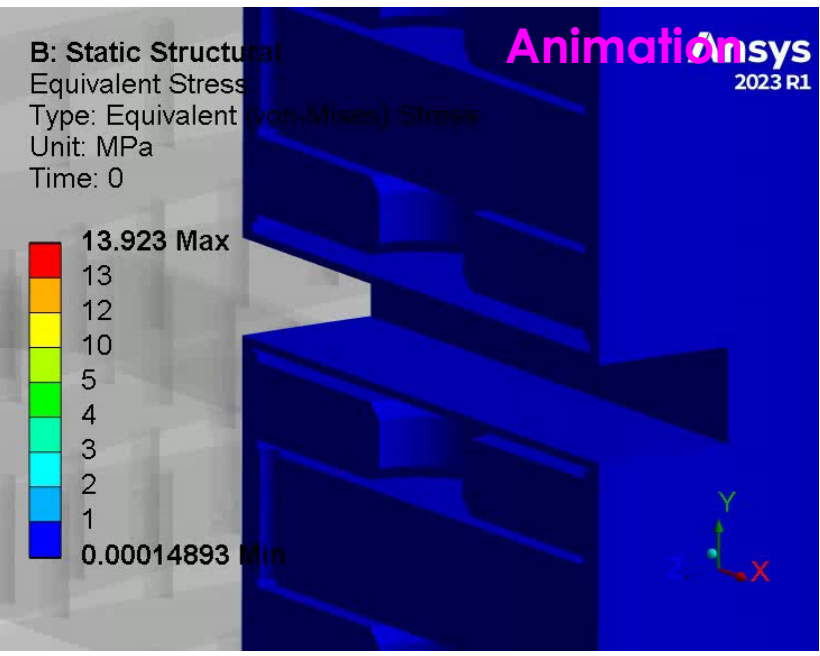 B: Static Structural
Equivalent Stress
Type: Equivalent (von-Mises) Stress
Unit: MPa
Time: 0
Animation
Ansys
2023 R1
13.923 Max
13
12
10
5
4
3
2
1
0.00014893 Min
Y
Z
X